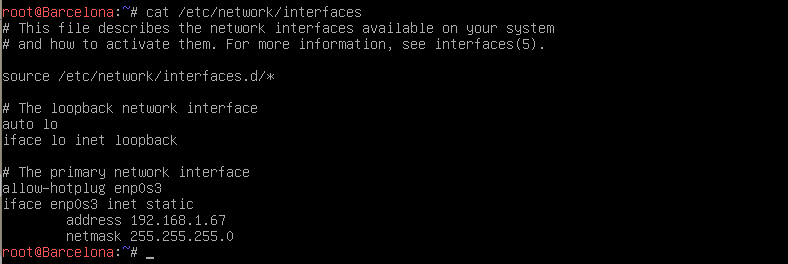 root@Barcelona:~# cat /etc/network/interfaces
# This file describes the network interfaces available on your system
# and how to activate them. For more information, see interfaces(5).

source /etc/network/interfaces.d/*

# The loopback network interface
auto lo
iface lo inet loopback

# The primary network interface
allow-hotplug enp0s3
iface enp0s3 inet static
        address 192.168.1.67
        netmask 255.255.255.0
root@Barcelona:~# _